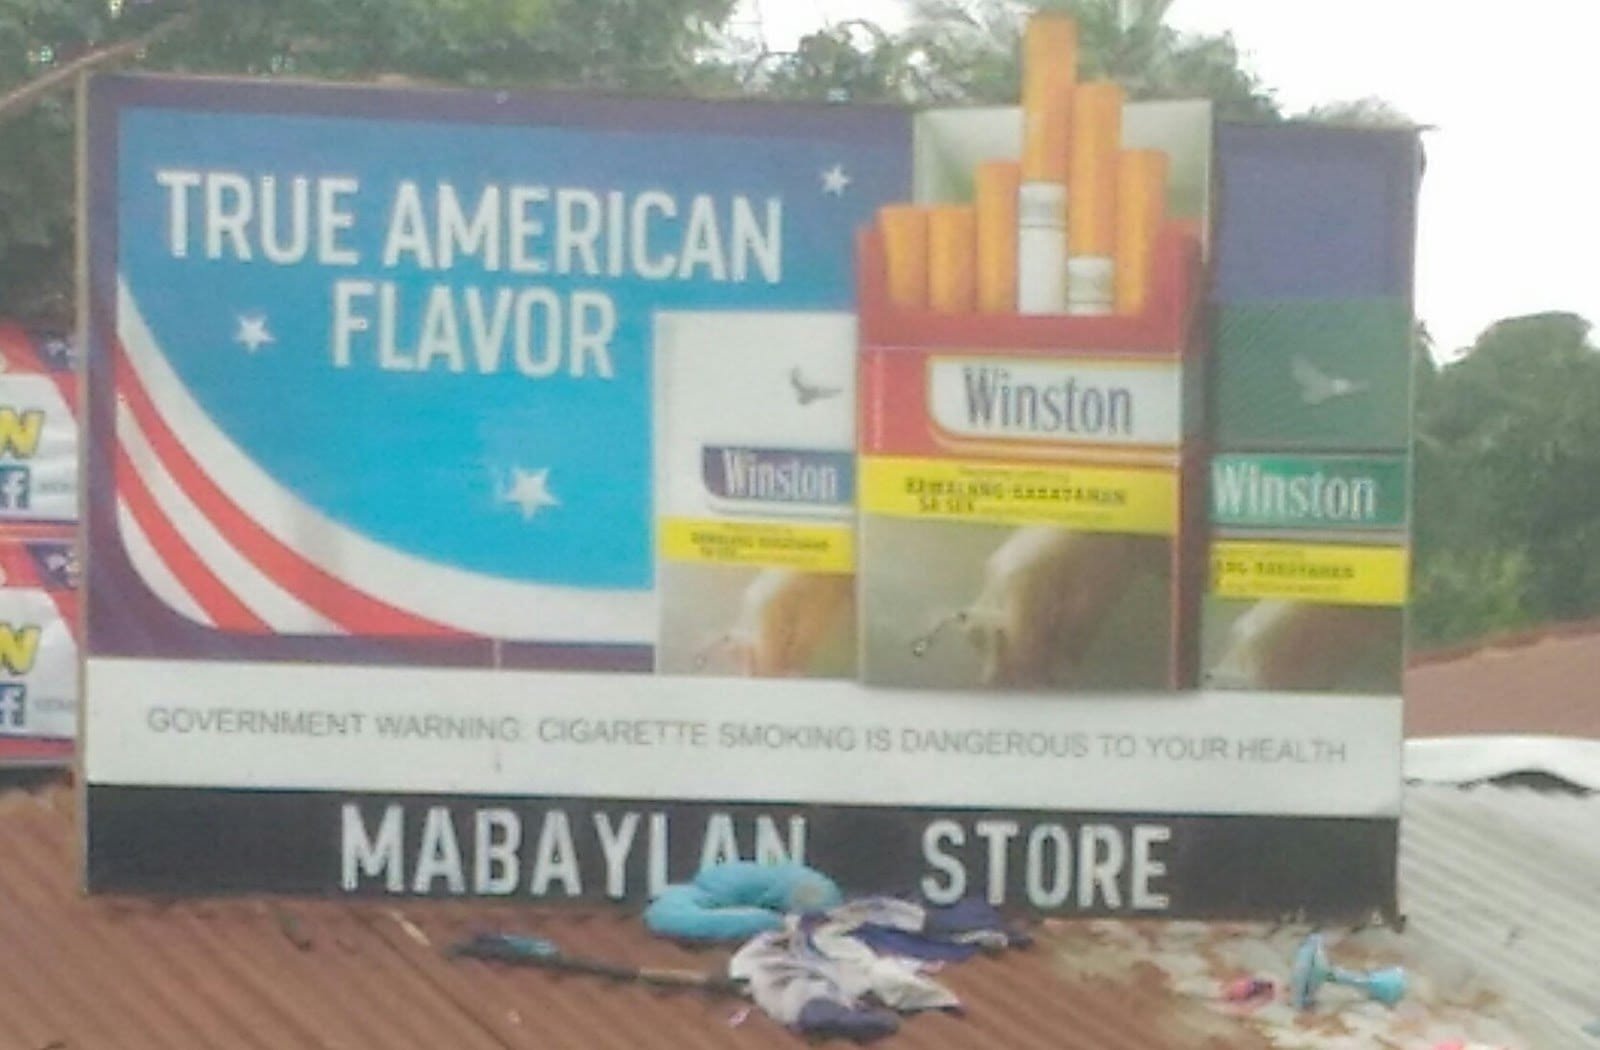 TRUE AMERICAN
FLAVOR
Winston
Winston
Winston
GOVERNMENT WARNING: CIGARETTE SMOKING IS DANGEROUS TO YOUR HEALTH
MABAYLAN STORE